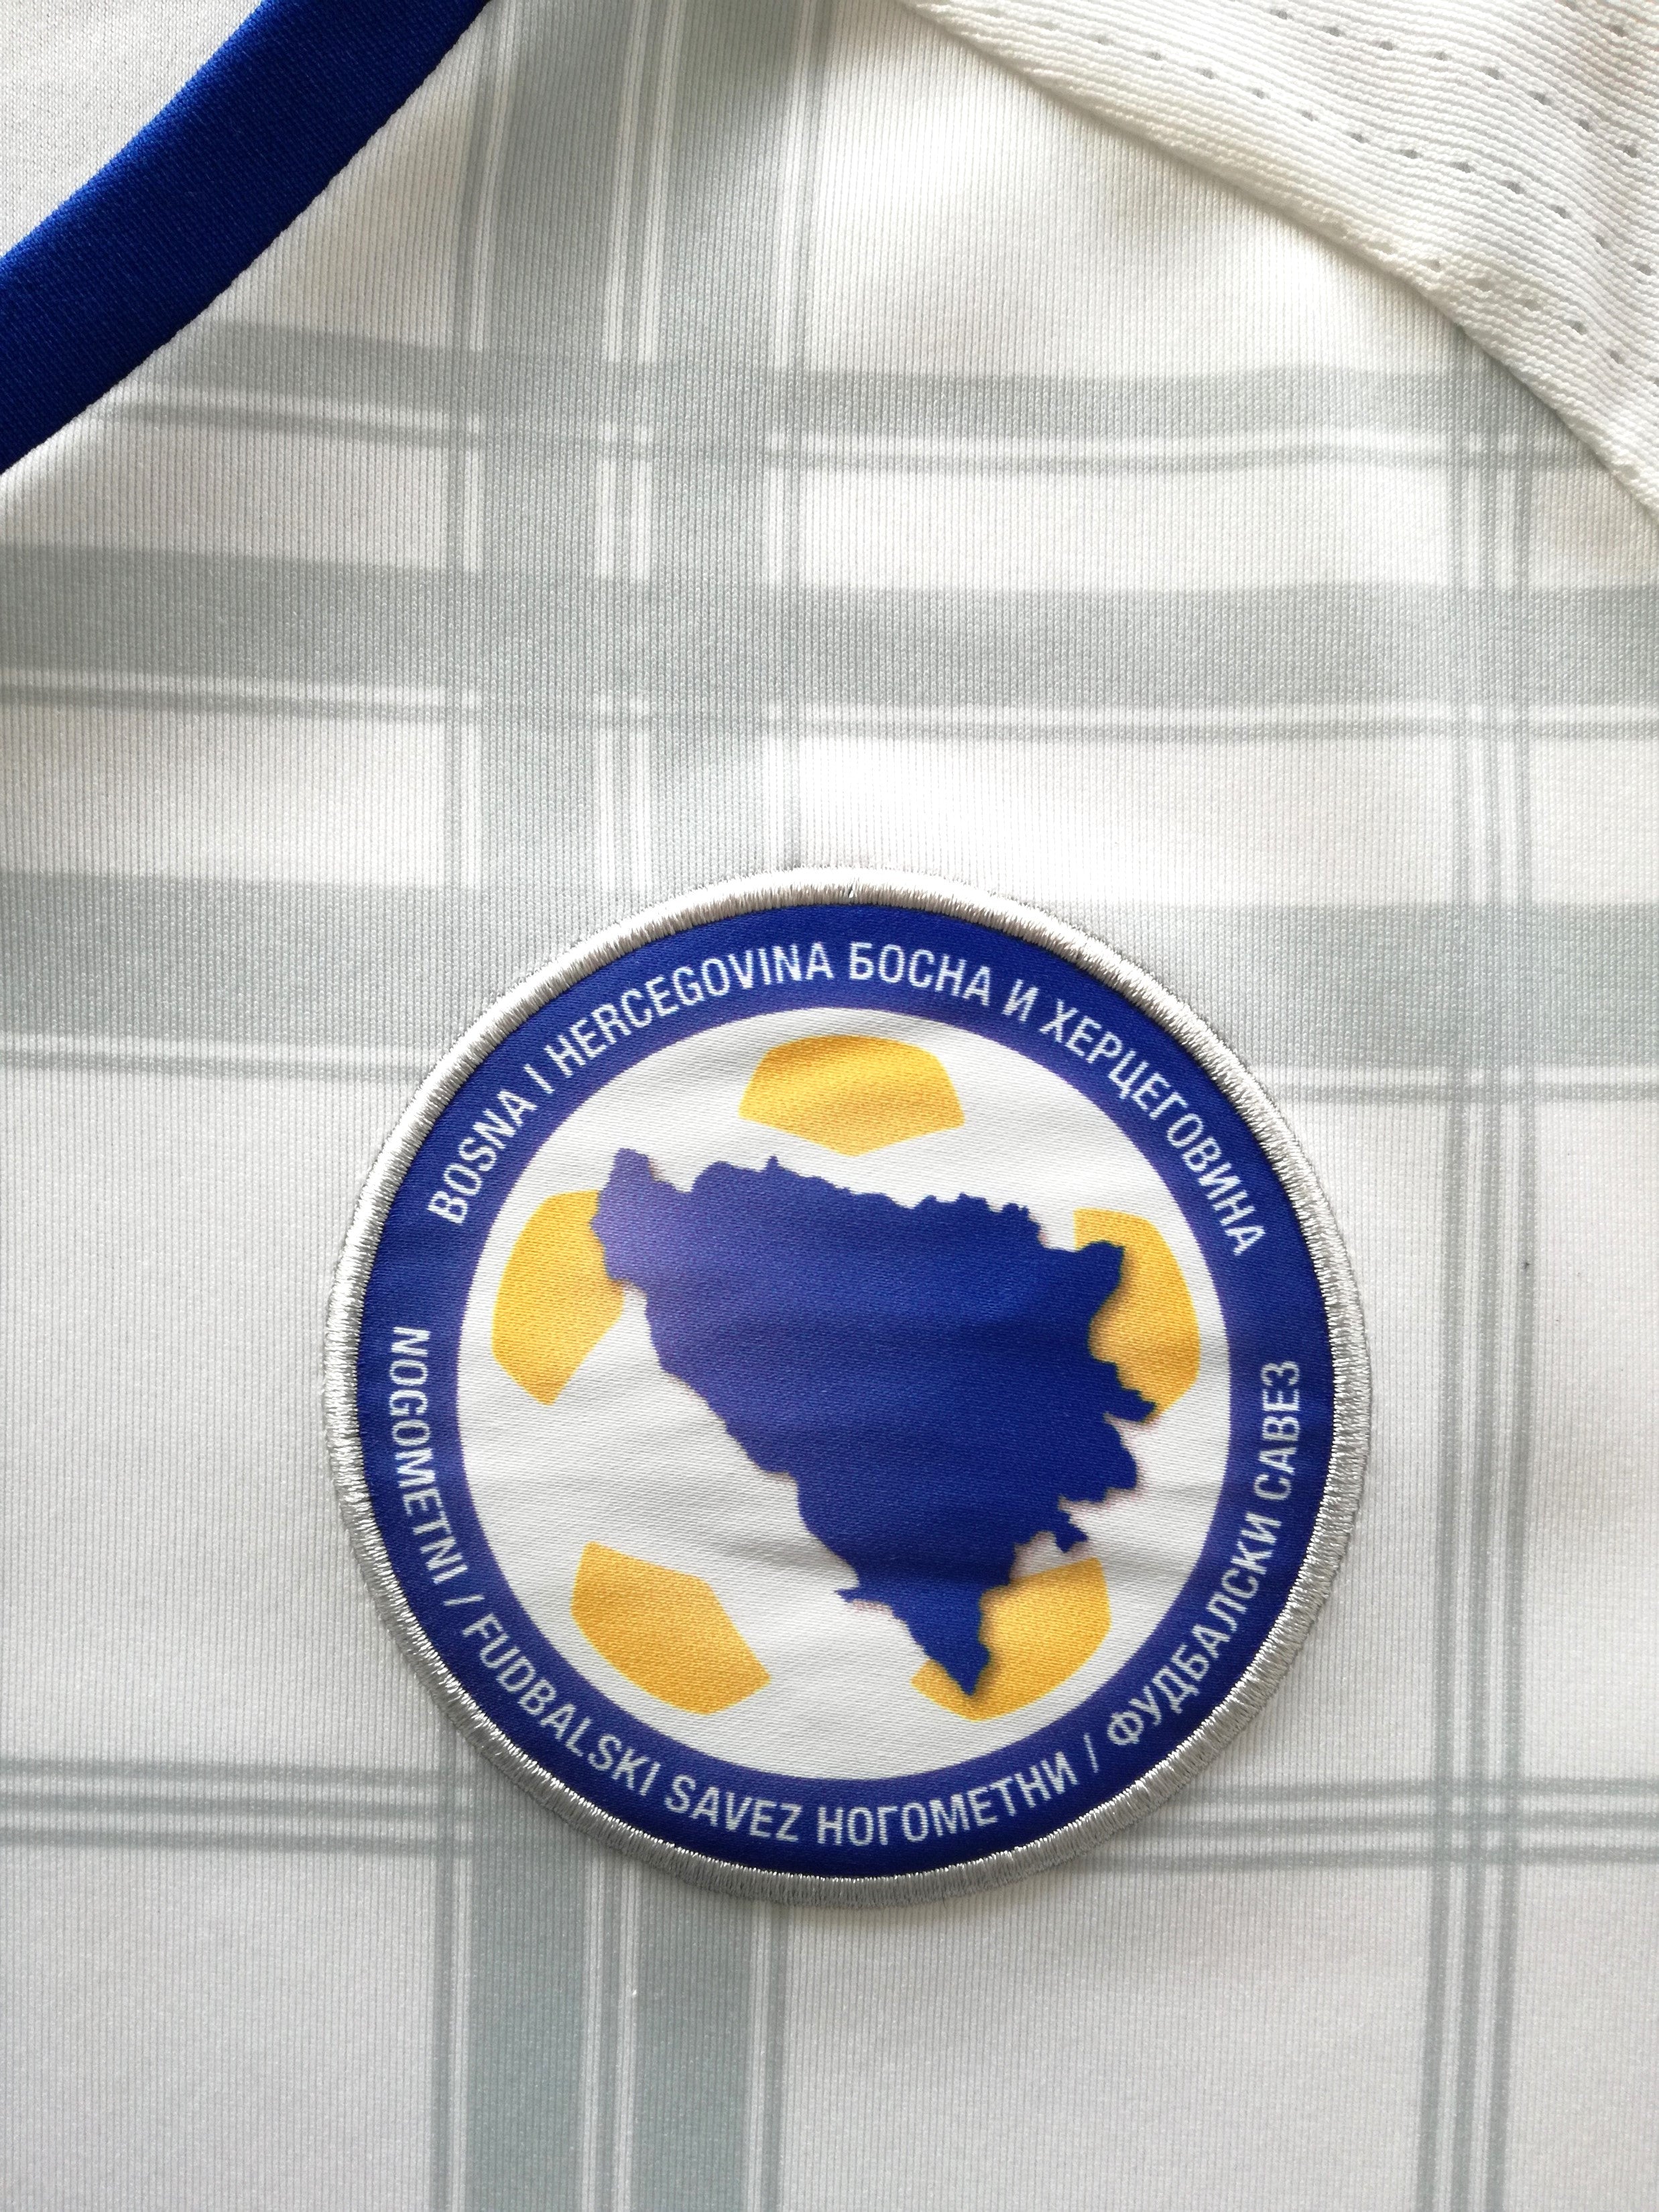 BOSNA I HERCEGOVINA БОСНА И ХЕРЦЕГОВИНА
NOGOMETNI / FUDBALSKI SAVEZ НОГОМЕТНИ / ФУДБАЛСКИ САВЕЗ